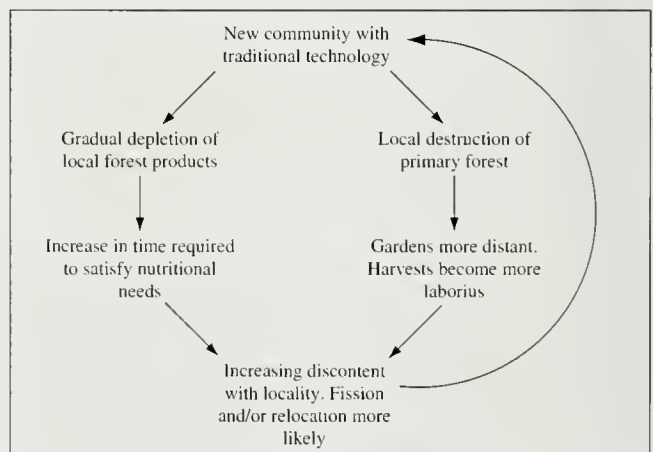 New community with
traditional technology
Gradual depletion of
local forest products
Local destruction of
primary forest
Increase in time required
to satisfy nutritional
needs
Gardens more distant.
Harvests become more
laborius
Increasing discontent
with locality. Fission
and/or relocation more
likely